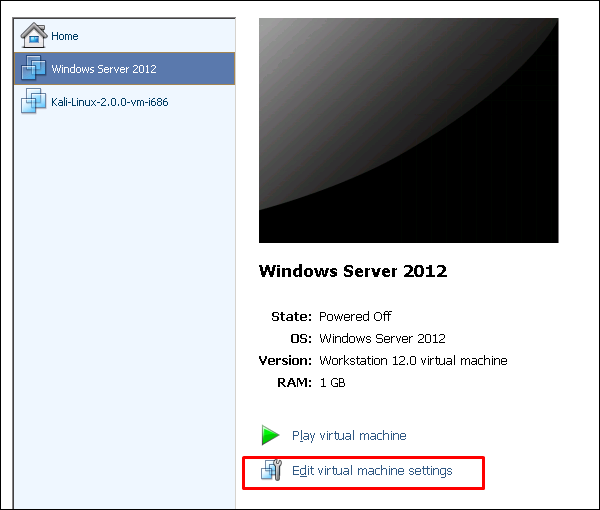 Home
Windows Server 2012
Kali-Linux-2.0.0-vm-i686
Windows Server 2012
State: Powered Off
OS: Windows Server 2012
Version: Workstation 12.0 virtual machine
RAM: 1 GB
Play virtual machine
Edit virtual machine settings